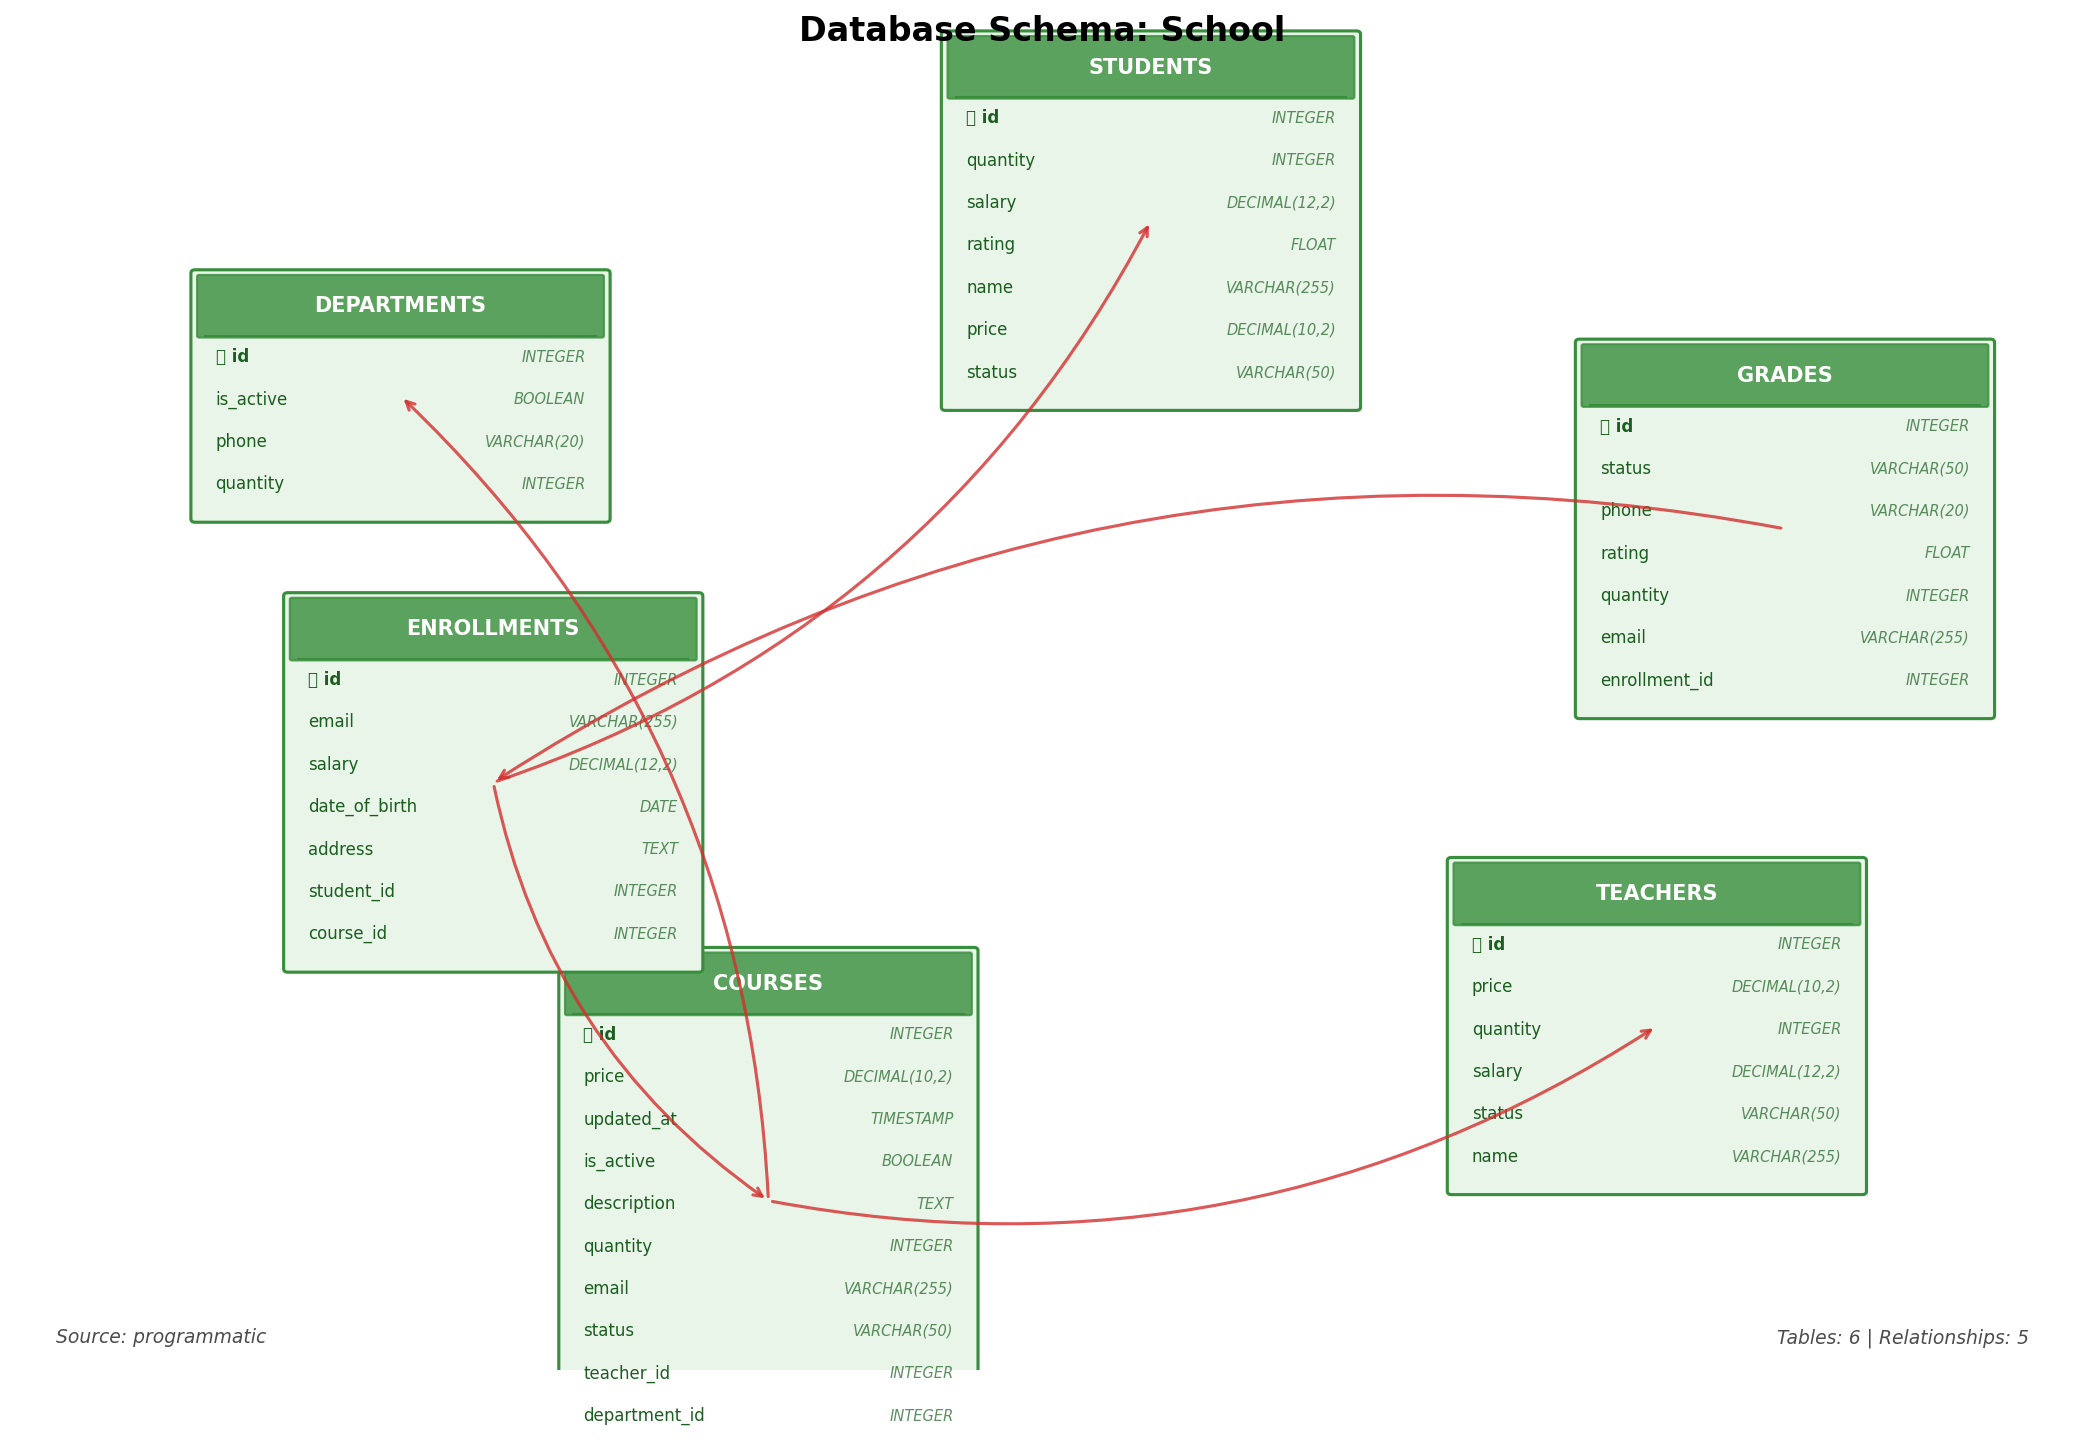 Database Schema: School
STUDENTS
id INTEGER
quantity INTEGER
salary DECIMAL(12,2)
rating FLOAT
name VARCHAR(255)
price DECIMAL(10,2)
status VARCHAR(50)
DEPARTMENTS
id INTEGER
is_active BOOLEAN
phone VARCHAR(20)
quantity INTEGER
GRADES
id INTEGER
status VARCHAR(50)
phone VARCHAR(20)
rating FLOAT
quantity INTEGER
email VARCHAR(255)
enrollment_id INTEGER
ENROLLMENTS
id INTEGER
email VARCHAR(255)
salary DECIMAL(12,2)
date_of_birth DATE
address TEXT
student_id INTEGER
course_id INTEGER
TEACHERS
id INTEGER
price DECIMAL(10,2)
quantity INTEGER
salary DECIMAL(12,2)
status VARCHAR(50)
name VARCHAR(255)
COURSES
id INTEGER
price DECIMAL(10,2)
updated_at TIMESTAMP
is_active BOOLEAN
description TEXT
quantity INTEGER
email VARCHAR(255)
status VARCHAR(50)
teacher_id INTEGER
department_id INTEGER
Source: programmatic
Tables: 6 | Relationships: 5